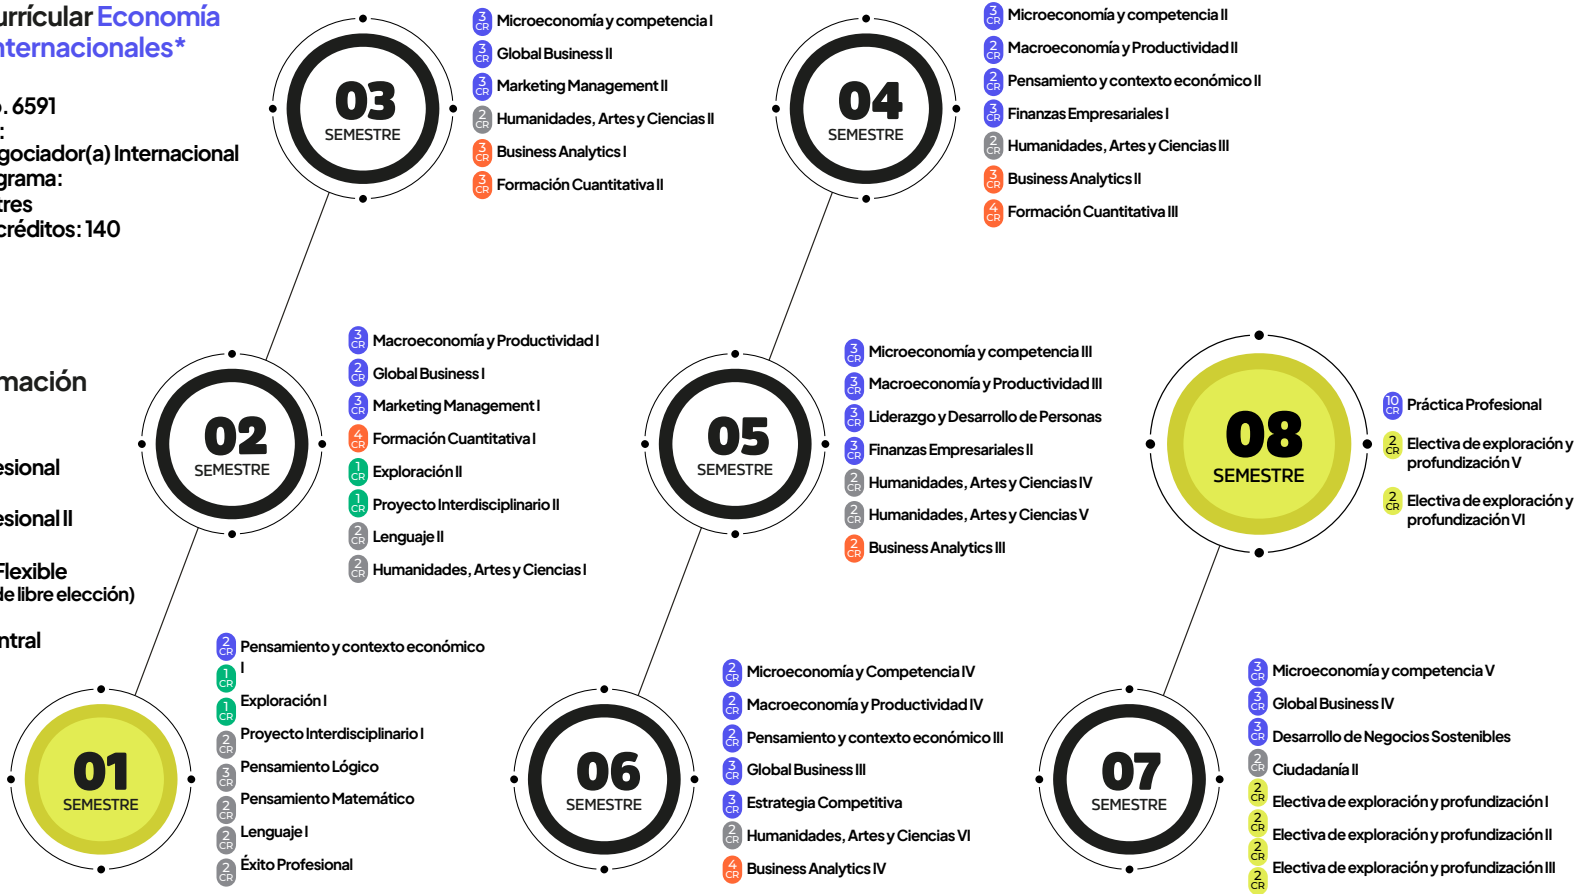 urrícular Economía
nternacionales*
. 6591
:
gociador(a) Internacional
grama:
tres
créditos: 140
mación
esional
esional II
Flexible
de libre elección)
ntral
03
SEMESTRE
3 CR Microeconomía y competencia I
3 CR Global Business II
3 CR Marketing Management II
2 CR Humanidades, Artes y Ciencias II
3 CR Business Analytics I
3 CR Formación Cuantitativa II
04
SEMESTRE
3 CR Microeconomía y competencia II
2 CR Macroeconomía y Productividad II
2 CR Pensamiento y contexto económico II
3 CR Finanzas Empresariales I
2 CR Humanidades, Artes y Ciencias III
3 CR Business Analytics II
4 CR Formación Cuantitativa III
02
SEMESTRE
3 CR Macroeconomía y Productividad I
2 CR Global Business I
3 CR Marketing Management I
4 CR Formación Cuantitativa I
1 CR Exploración II
1 CR Proyecto Interdisciplinario II
2 CR Lenguaje II
2 CR Humanidades, Artes y Ciencias I
05
SEMESTRE
3 CR Microeconomía y competencia III
3 CR Macroeconomía y Productividad III
3 CR Liderazgo y Desarrollo de Personas
3 CR Finanzas Empresariales II
2 CR Humanidades, Artes y Ciencias IV
2 CR Humanidades, Artes y Ciencias V
2 CR Business Analytics III
08
SEMESTRE
10 CR Práctica Profesional
2 CR Electiva de exploración y
profundización V
2 CR Electiva de exploración y
profundización VI
01
SEMESTRE
2 CR Pensamiento y contexto económico
1 CR I
1 CR Exploración I
2 CR Proyecto Interdisciplinario I
3 CR Pensamiento Lógico
2 CR Pensamiento Matemático
2 CR Lenguaje I
2 CR Éxito Profesional
06
SEMESTRE
2 CR Microeconomía y Competencia IV
2 CR Macroeconomía y Productividad IV
2 CR Pensamiento y contexto económico III
3 CR Global Business III
3 CR Estrategia Competitiva
2 CR Humanidades, Artes y Ciencias VI
4 CR Business Analytics IV
07
SEMESTRE
3 CR Microeconomía y competencia V
3 CR Global Business IV
3 CR Desarrollo de Negocios Sostenibles
2 CR Ciudadanía II
2 CR Electiva de exploración y profundización I
2 CR Electiva de exploración y profundización II
2 CR Electiva de exploración y profundización III
2 CR